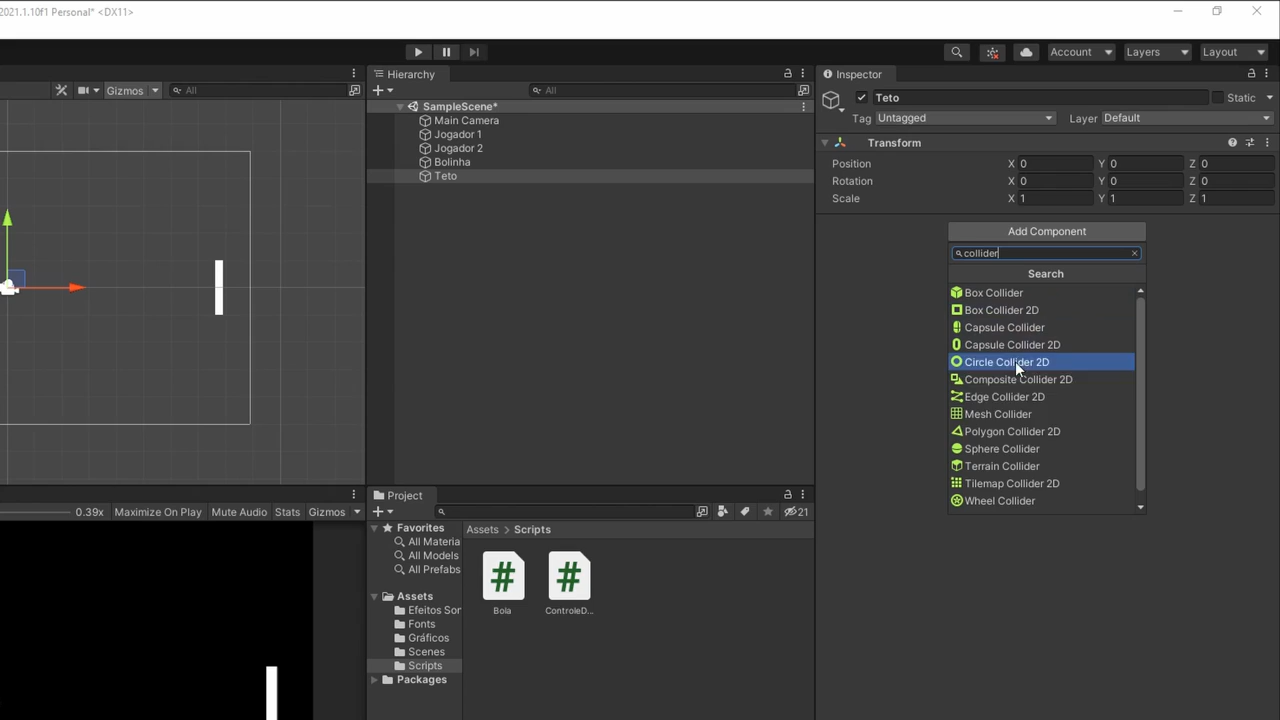 2021.1.10f1 Personal* <DX11>
Account
Layers
Layout
Gizmos
All
Hierarchy
All
SampleScene*
Main Camera
Jogador 1
Jogador 2
Bolinha
Teto
Inspector
Teto
Static
Tag Untagged
Layer Default
Transform
Position X 0 Y 0 Z 0
Rotation X 0 Y 0 Z 0
Scale X 1 Y 1 Z 1
Add Component
collider
Search
Box Collider
Box Collider 2D
Capsule Collider
Capsule Collider 2D
Circle Collider 2D
Composite Collider 2D
Edge Collider 2D
Mesh Collider
Polygon Collider 2D
Sphere Collider
Terrain Collider
Tilemap Collider 2D
Wheel Collider
0.39x Maximize On Play Mute Audio Stats Gizmos
Project
21
Favorites
All Materia
All Models
All Prefabs
Assets
Efeitos Sor
Fonts
Gráficos
Scenes
Scripts
Packages
Assets > Scripts
Bola
ControleD...